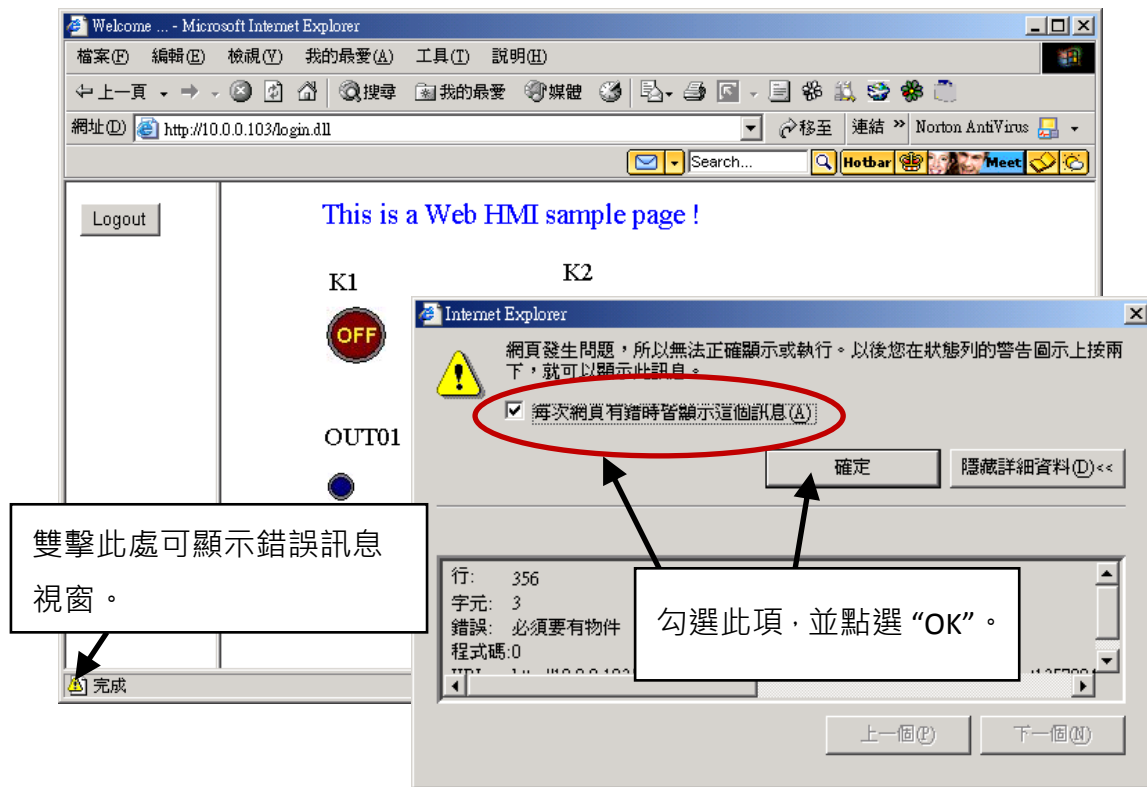 Welcome ... - Microsoft Internet Explorer
檔案(F) 編輯(E) 檢視(V) 我的最愛(A) 工具(T) 說明(H)
上一頁 搜尋 我的最愛 媒體
網址(D) http://10.0.0.103/login.dll 移至 連結 » Norton AntiVirus
Search... Hotbar Meet
Logout
This is a Web HMI sample page !
K1
K2
OFF
OUT01
Internet Explorer
網頁發生問題，所以無法正確顯示或執行。以後您在狀態列的警告圖示上按兩
下，就可以顯示此訊息。
每次網頁有錯時皆顯示這個訊息(A)
確定 隱藏詳細資料(D)<<
雙擊此處可顯示錯誤訊息
視窗。
行: 356
字元: 3
錯誤: 必須要有物件
程式碼:0
勾選此項，並點選 “OK”。
完成
上一個(P) 下一個(N)